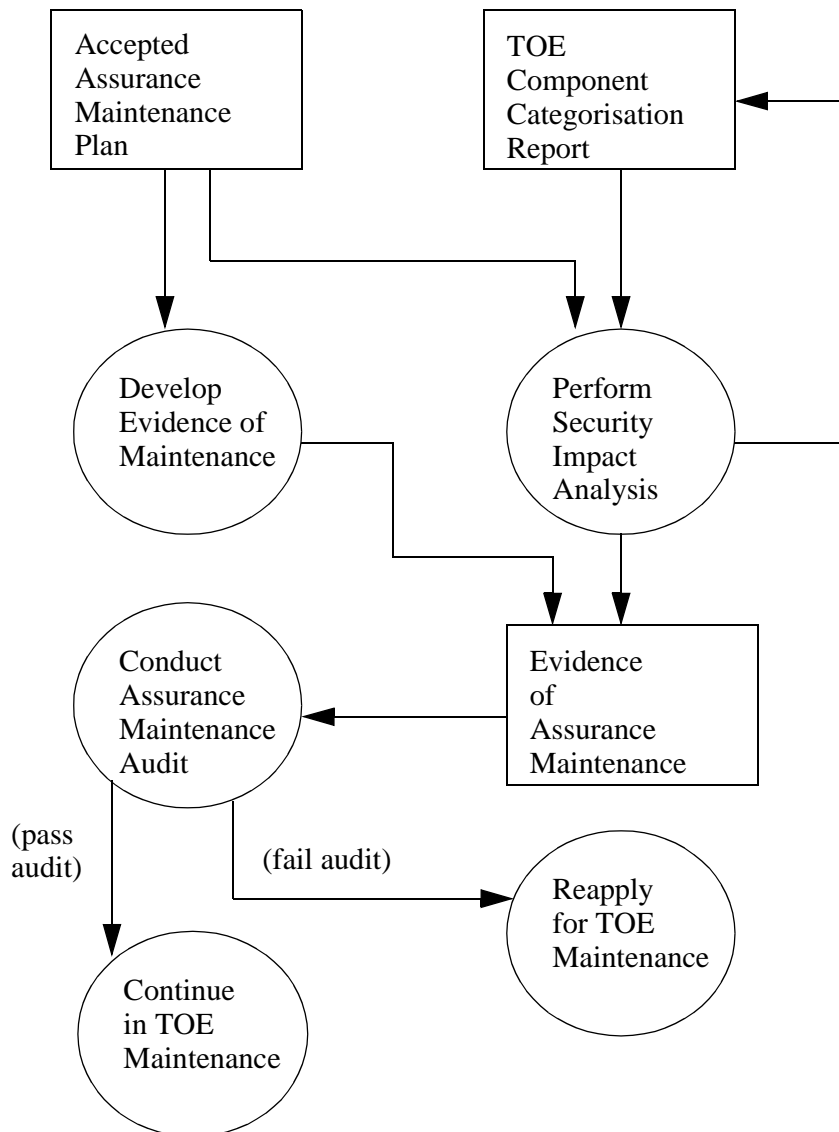 Accepted
Assurance
Maintenance
Plan
TOE
Component
Categorisation
Report
Develop
Evidence of
Maintenance
Perform
Security
Impact
Analysis
Conduct
Assurance
Maintenance
Audit
Evidence
of
Assurance
Maintenance
(pass
audit)
(fail audit)
Reapply
for TOE
Maintenance
Continue
in TOE
Maintenance